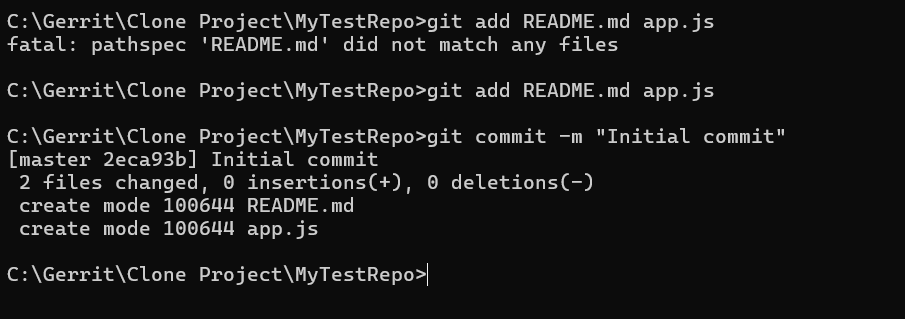 C:\Gerrit\Clone Project\MyTestRepo>git add README.md app.js
fatal: pathspec 'README.md' did not match any files
C:\Gerrit\Clone Project\MyTestRepo>git add README.md app.js
C:\Gerrit\Clone Project\MyTestRepo>git commit -m "Initial commit"
[master 2eca93b] Initial commit
 2 files changed, 0 insertions(+), 0 deletions(-)
 create mode 100644 README.md
 create mode 100644 app.js
C:\Gerrit\Clone Project\MyTestRepo>